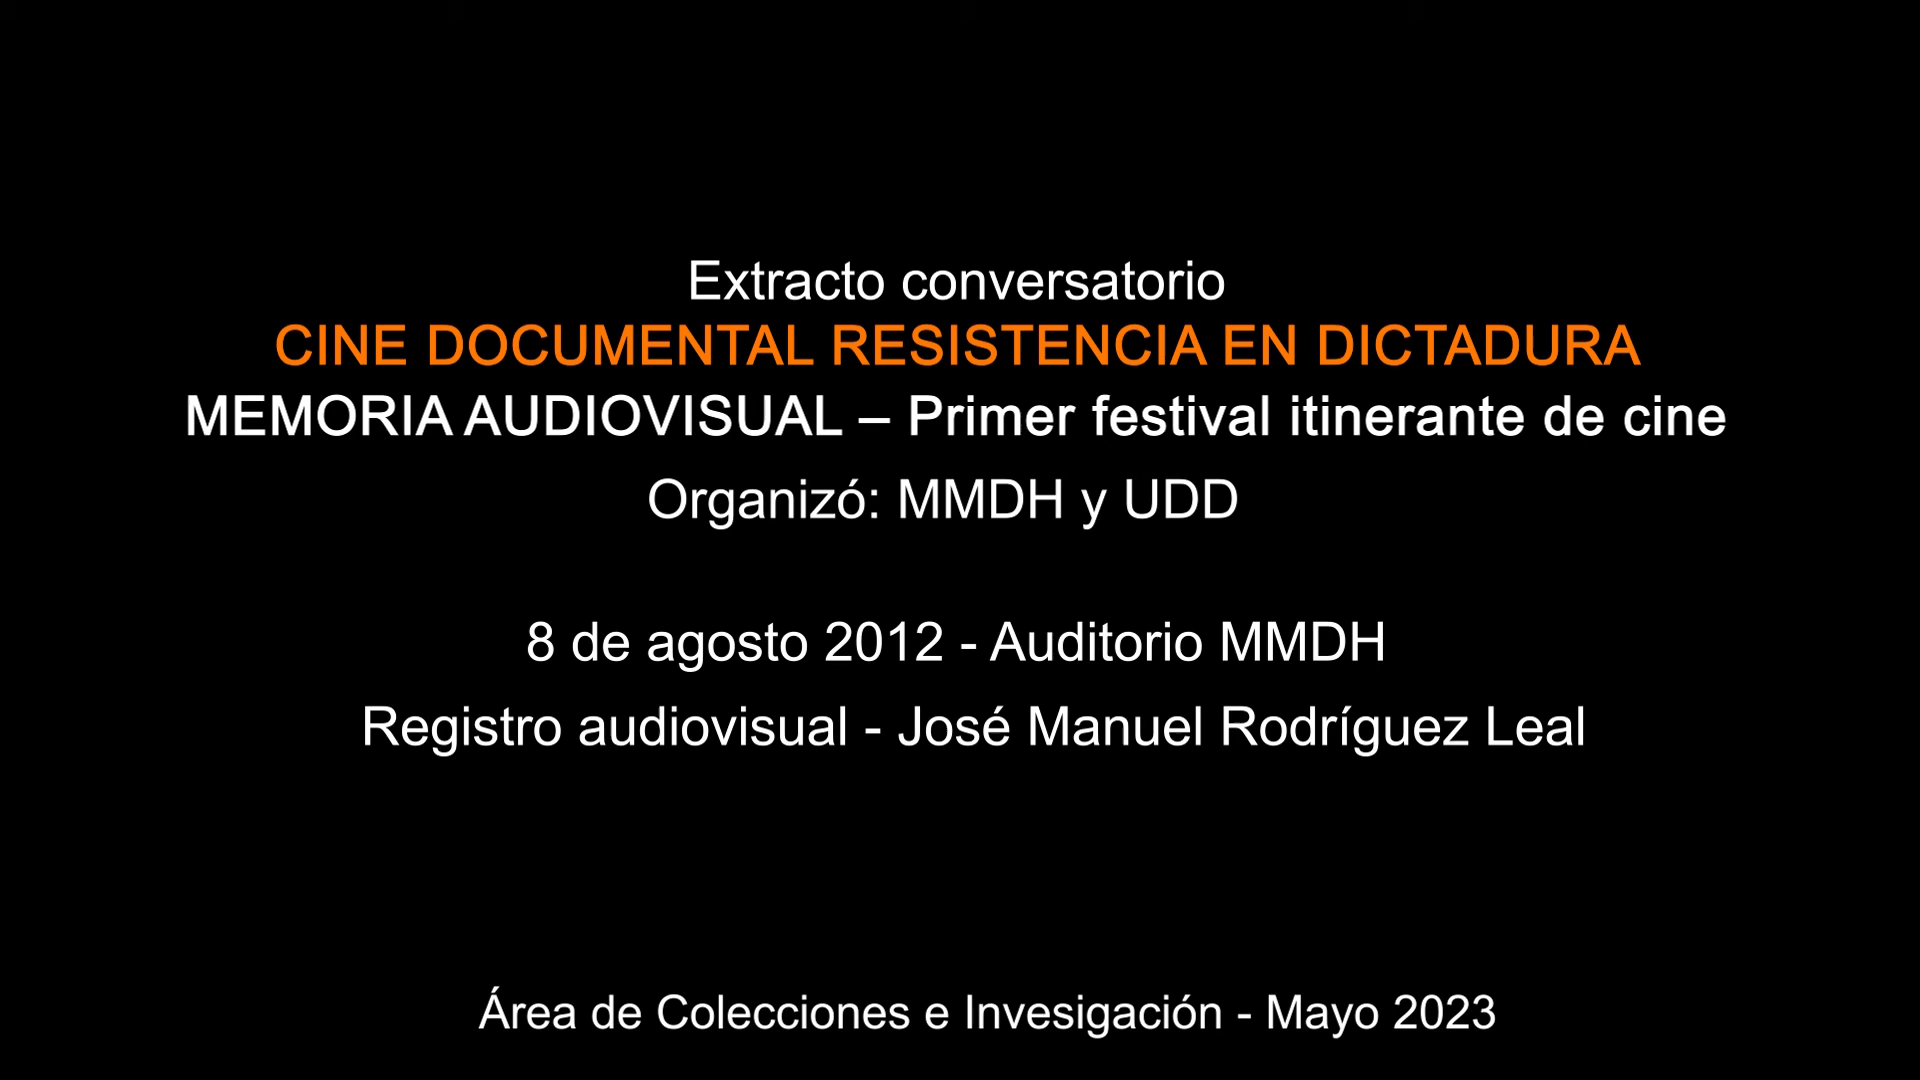 Extracto conversatorio
CINE DOCUMENTAL RESISTENCIA EN DICTADURA
MEMORIA AUDIOVISUAL – Primer festival itinerante de cine
Organizó: MMDH y UDD
8 de agosto 2012 - Auditorio MMDH
Registro audiovisual - José Manuel Rodríguez Leal
Área de Colecciones e Invesigación - Mayo 2023